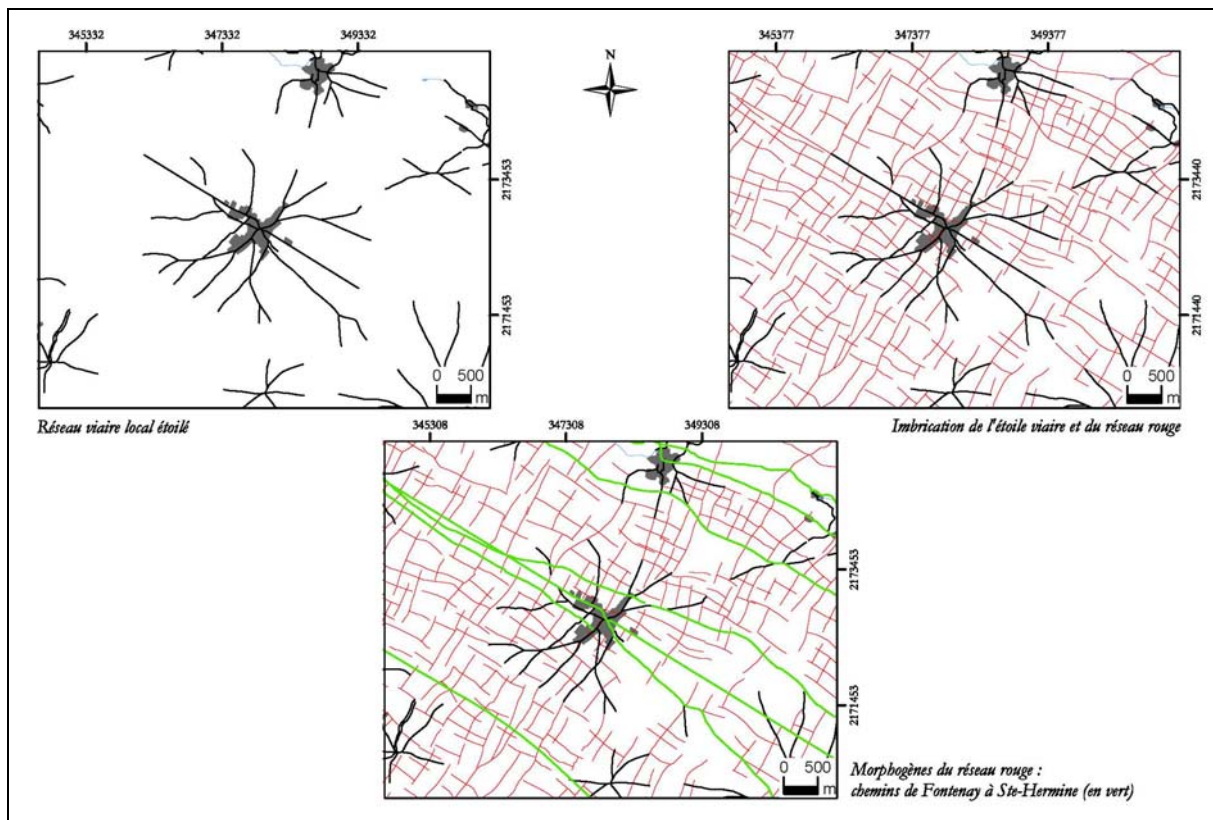 345332 347332 349332
N
345377 347377 349377
2173453
2171453
2173440
2171440
0 500
m
0 500
m
Réseau viaire local étoilé
Imbrication de l'étoile viaire et du réseau rouge
345308 347308 349308
2173453
2171453
0 500
m
Morphogènes du réseau rouge :
chemins de Fontenay à Ste-Hermine (en vert)